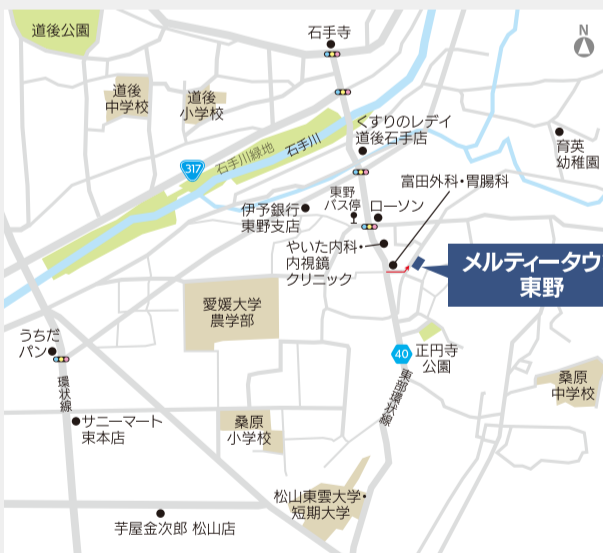 道後公園
石手寺
N
道後
中学校
道後
小学校
くすりのレデイ
道後石手店
石手川緑地
石手川
317
育英
幼稚園
富田外科・胃腸科
東野
バス停
ローソン
伊予銀行
東野支店
やいた内科・
内視鏡
クリニック
メルティータウ
東野
愛媛大学
農学部
うちだ
パン
40
正円寺
公園
環状線
東部環状線
桑原
中学校
サニーマート
束本店
桑原
小学校
松山東雲大学・
短期大学
芋屋金次郎 松山店